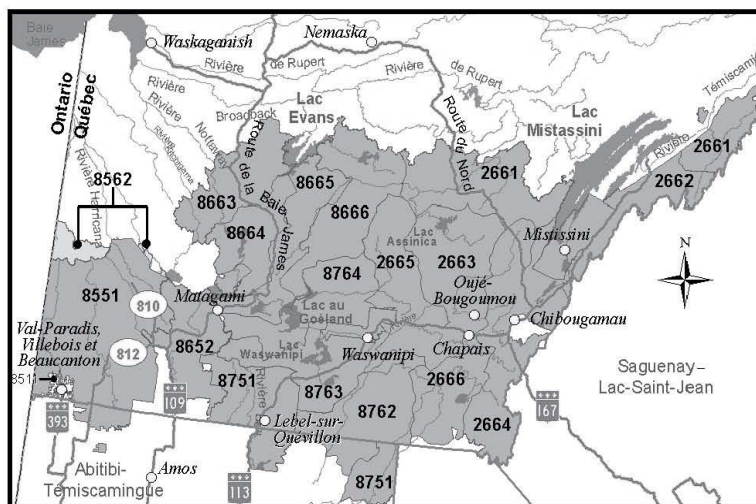 Baie
James
Waskaganish
Nemaska
Rivière
de Rupert
Rivière
de Rupert
Rivière
Broadback
Lac
Evans
Route du Nord
Lac
Mistassini
Témiscamie
Rivière
Ontario
Québec
Rivière Harricana
Nottaway
Route de la Baie-James
8562
8663
8664
8665
8666
2661
2661
2662
Lac
Assinica
Mistissini
N
8551
810
812
Matagami
8764
2665
2663
Oujé-
Bougoumou
Lac au
Goéland
Chibougamau
Val-Paradis,
Villebois et
Beaucanton
8652
Lac
Waswanipi
Waswanipi
Chapais
8751
Rivière
8763
2666
Saguenay–
Lac-Saint-Jean
393
109
8762
2664
167
Lebel-sur-
Quévillon
Abitibi-
Témiscamingue
Amos
113
8751